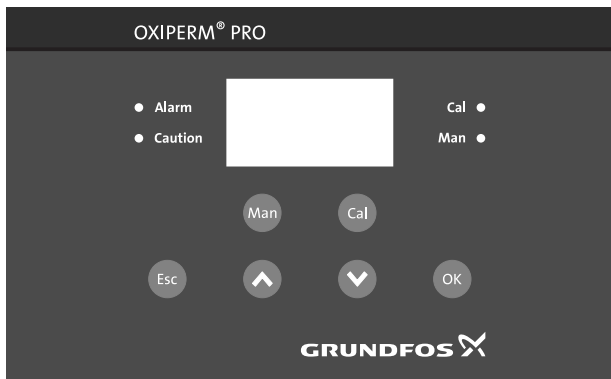 OXIPERM® PRO
Alarm
Cal
Caution
Man
Man
Cal
Esc
OK
GRUNDFOS